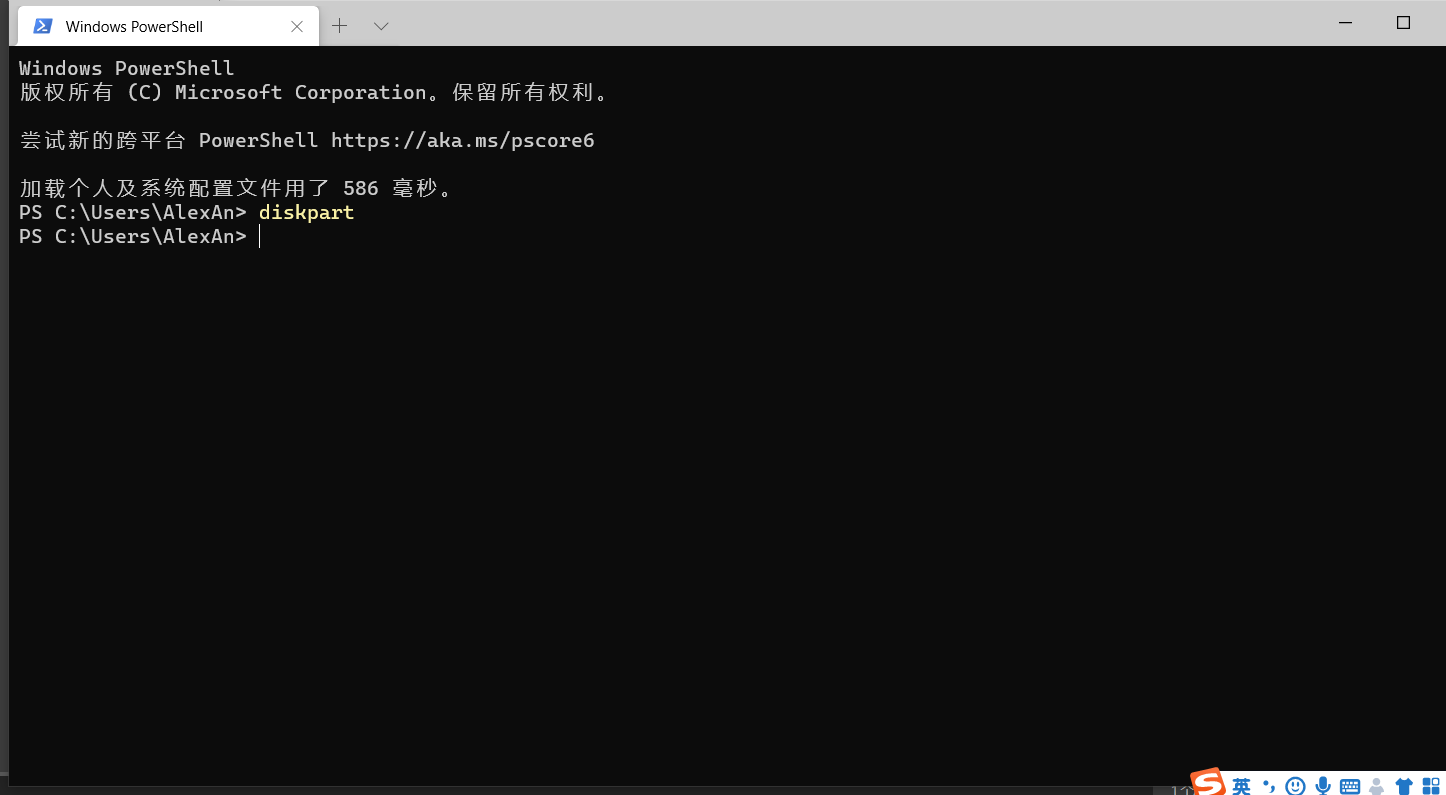 Windows PowerShell
Windows PowerShell
版权所有 (C) Microsoft Corporation。保留所有权利。
尝试新的跨平台 PowerShell https://aka.ms/pscore6
加载个人及系统配置文件用了 586 毫秒。
PS C:\Users\AlexAn> diskpart
PS C:\Users\AlexAn>
英